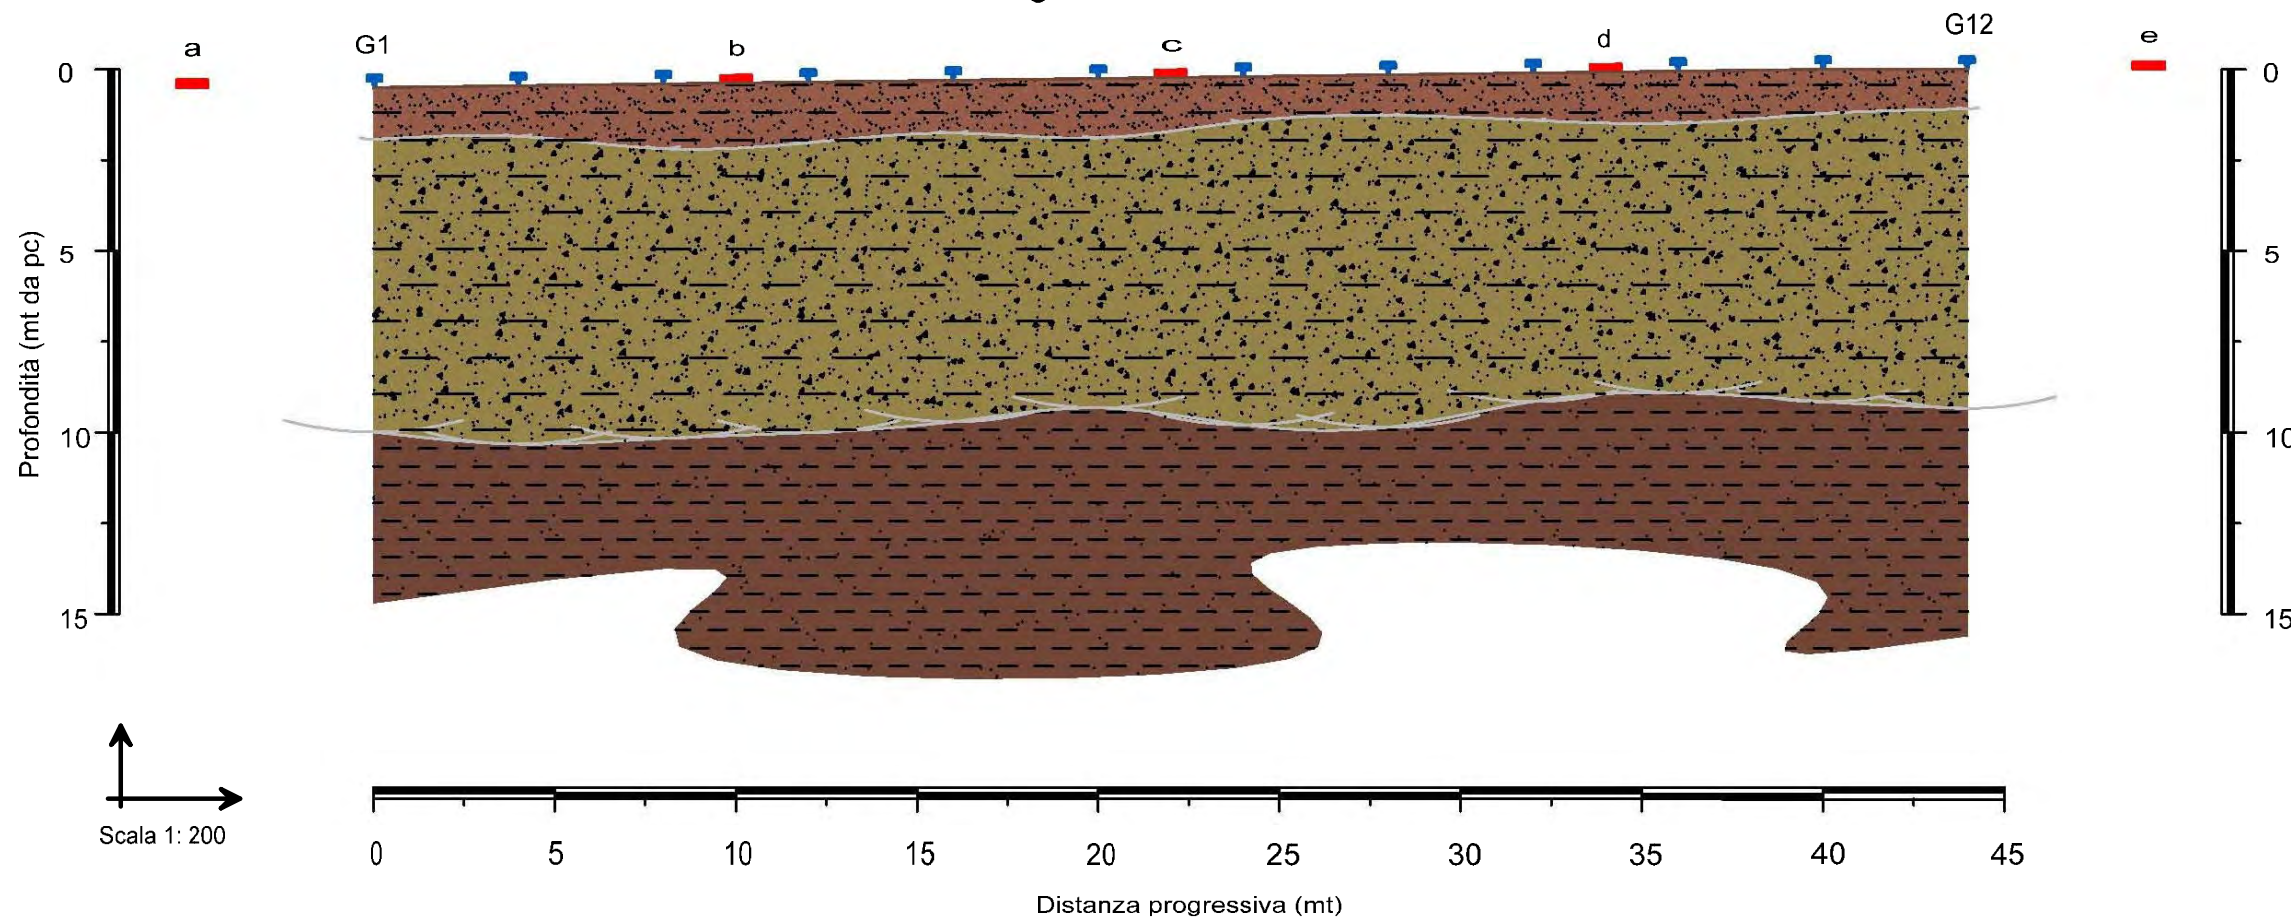 a
G1
b
c
d
G12
e
0
0
5
5
10
10
15
15
Profondità (mt da pc)
Scala 1: 200
0 5 10 15 20 25 30 35 40 45
Distanza progressiva (mt)